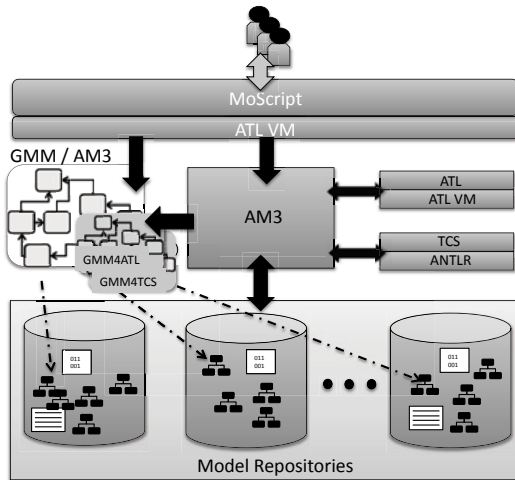 MoScript
ATL VM
GMM / AM3
AM3
ATL
ATL VM
TCS
ANTLR
GMM4ATL
GMM4TCS
011
001
011
001
011
001
Model Repositories